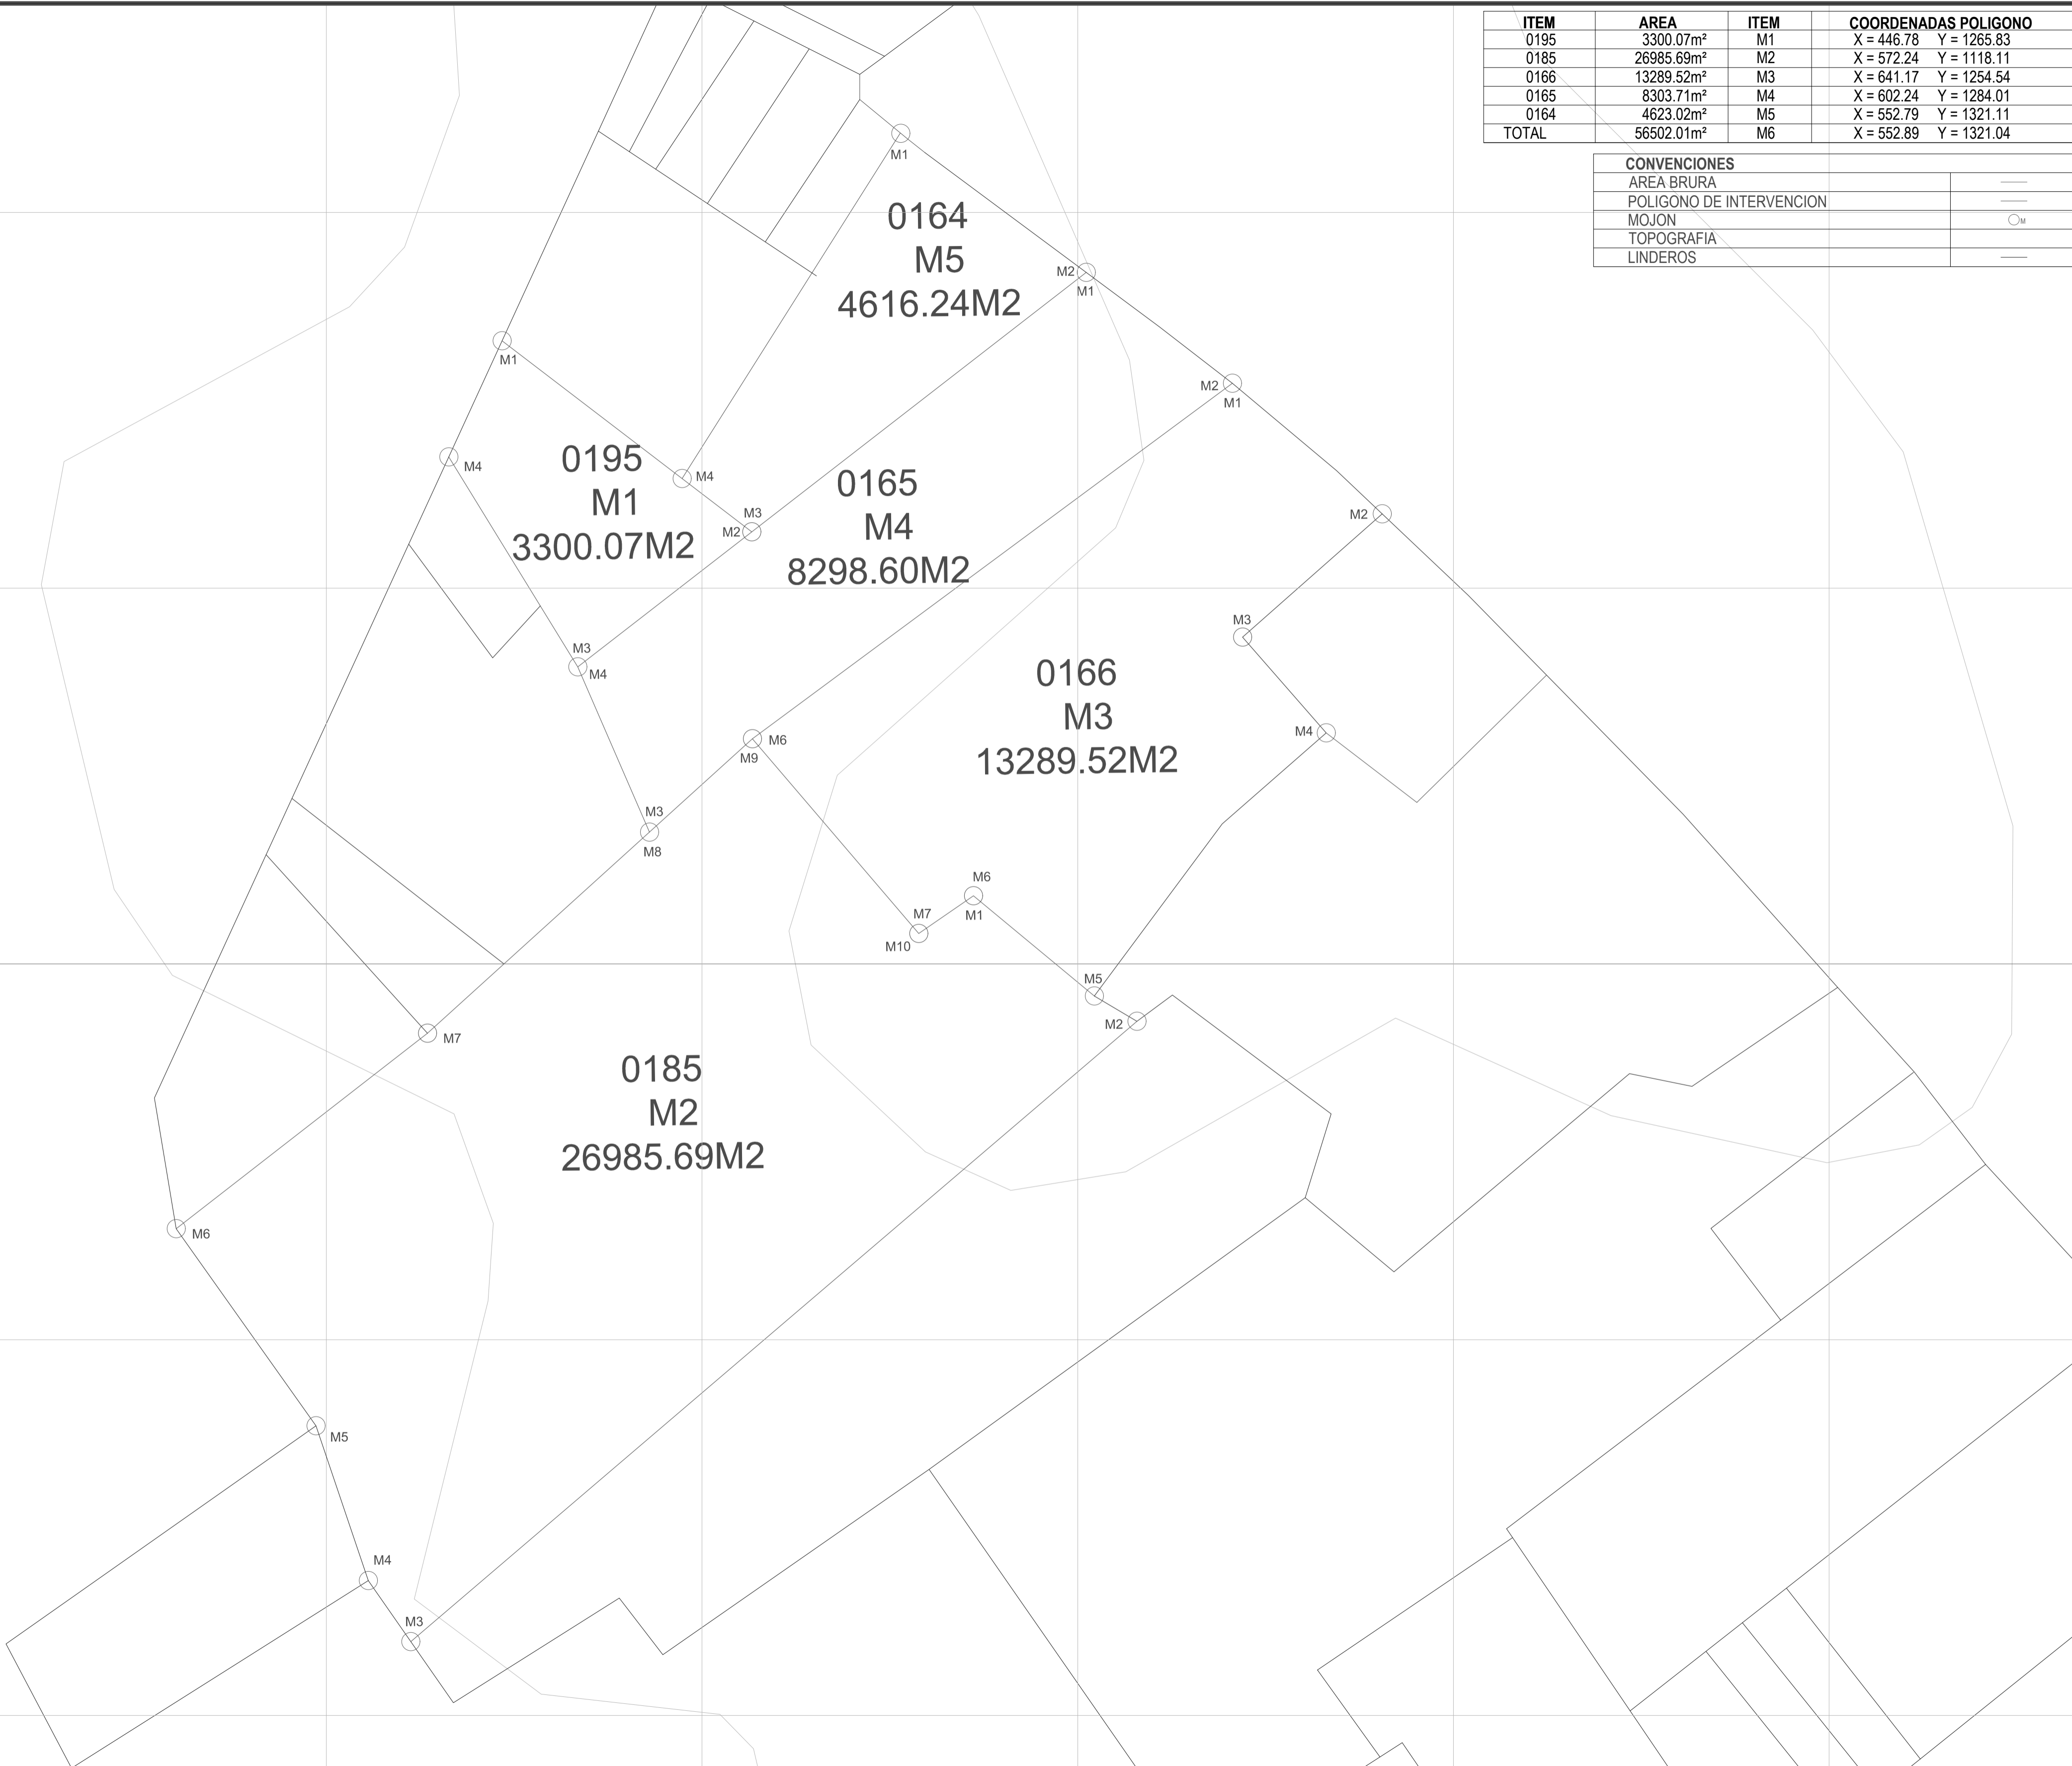 ITEM AREA ITEM COORDENADAS POLIGONO
0195 3300.07m² M1 X = 446.78 Y = 1265.83
0185 26985.69m² M2 X = 572.24 Y = 1118.11
0166 13289.52m² M3 X = 641.17 Y = 1254.54
0165 8303.71m² M4 X = 602.24 Y = 1284.01
0164 4623.02m² M5 X = 552.79 Y = 1321.11
TOTAL 56502.01m² M6 X = 552.89 Y = 1321.04
CONVENCIONES
AREA BRURA
POLIGONO DE INTERVENCION
MOJON M
TOPOGRAFIA
LINDEROS
M1
0164
M5
4616.24M2
M2
M1
M1
M2
M1
M4
0195
M1
3300.07M2
M4
M3
M2
0165
M4
8298.60M2
M2
M3
M3
M4
0166
M3
13289.52M2
M4
M6
M9
M3
M8
M6
M1
M7
M10
M5
M2
M7
0185
M2
26985.69M2
M6
M5
M4
M3